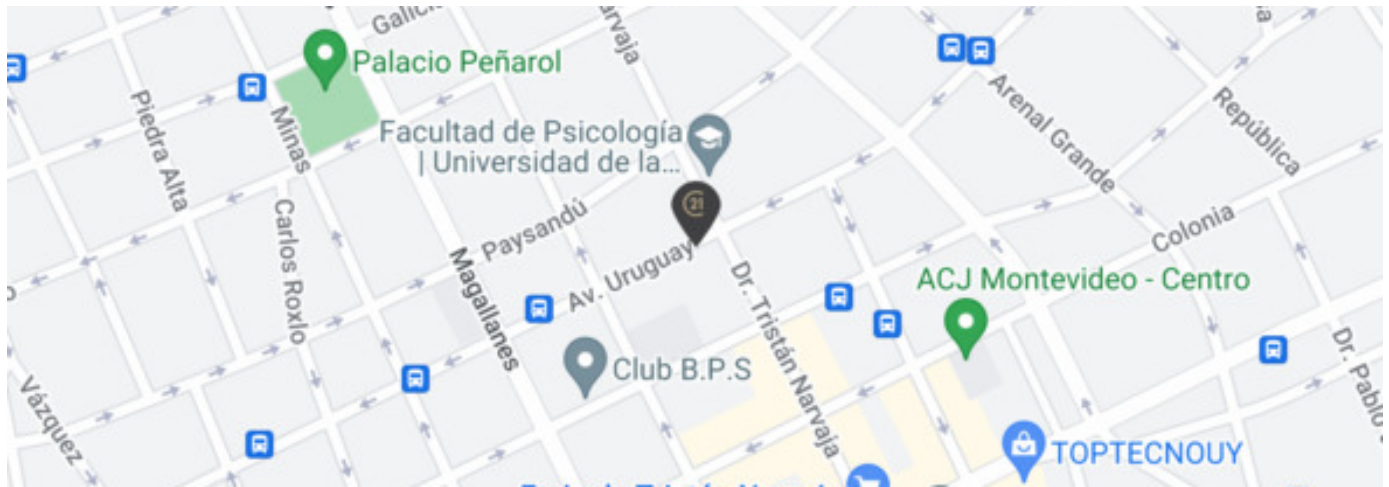 Galicia
Narvaja
Palacio Peñarol
Piedra Alta
Minas
Facultad de Psicología
| Universidad de la...
Arenal Grande
República
21
Carlos Roxlo
Paysandú
Magallanes
Av. Uruguay
Colonia
Dr. Tristán Narvaja
ACJ Montevideo - Centro
Club B.P.S
Vázquez
Dr. Pablo
TOPTECNOUY